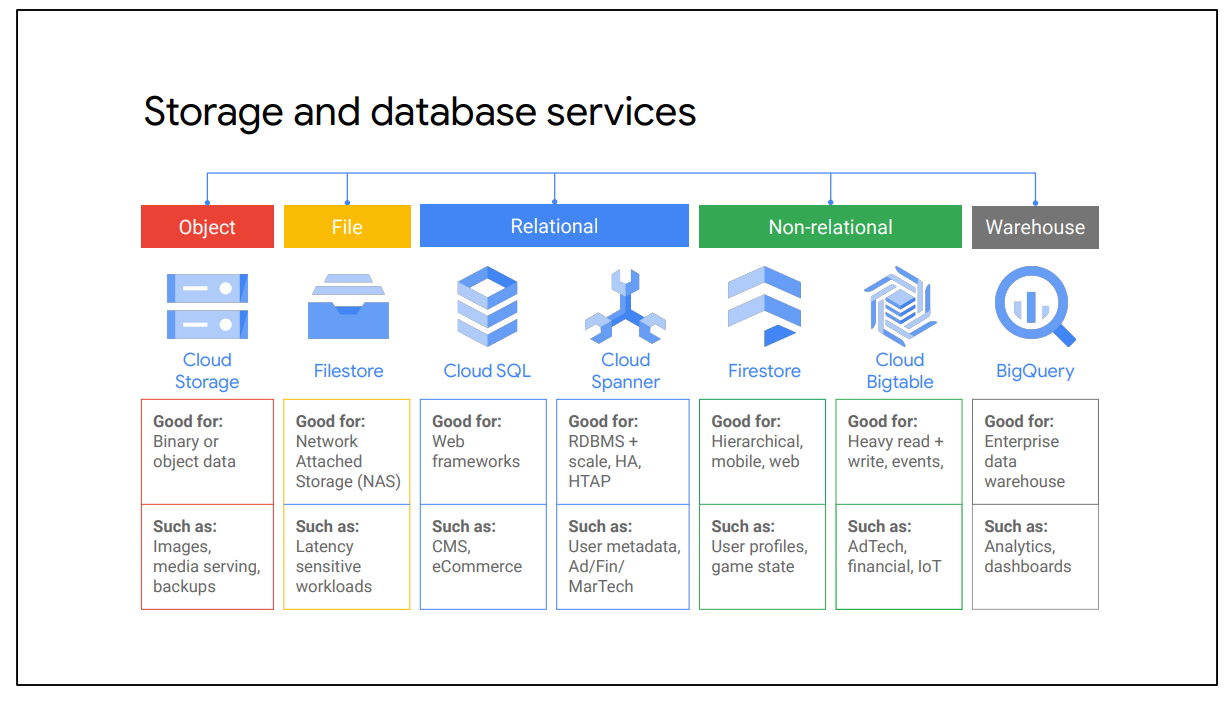 Storage and database services
Object
File
Relational
Non-relational
Warehouse
Cloud
Storage
Filestore
Cloud SQL
Cloud
Spanner
Firestore
Cloud
Bigtable
BigQuery
Good for:
Binary or
object data
Good for:
Network
Attached
Storage (NAS)
Good for:
Web
frameworks
Good for:
RDBMS +
scale, HA,
HTAP
Good for:
Hierarchical,
mobile, web
Good for:
Heavy read +
write, events,
Good for:
Enterprise
data
warehouse
Such as:
Images,
media serving,
backups
Such as:
Latency
sensitive
workloads
Such as:
CMS,
eCommerce
Such as:
User metadata,
Ad/Fin/
MarTech
Such as:
User profiles,
game state
Such as:
AdTech,
financial, IoT
Such as:
Analytics,
dashboards